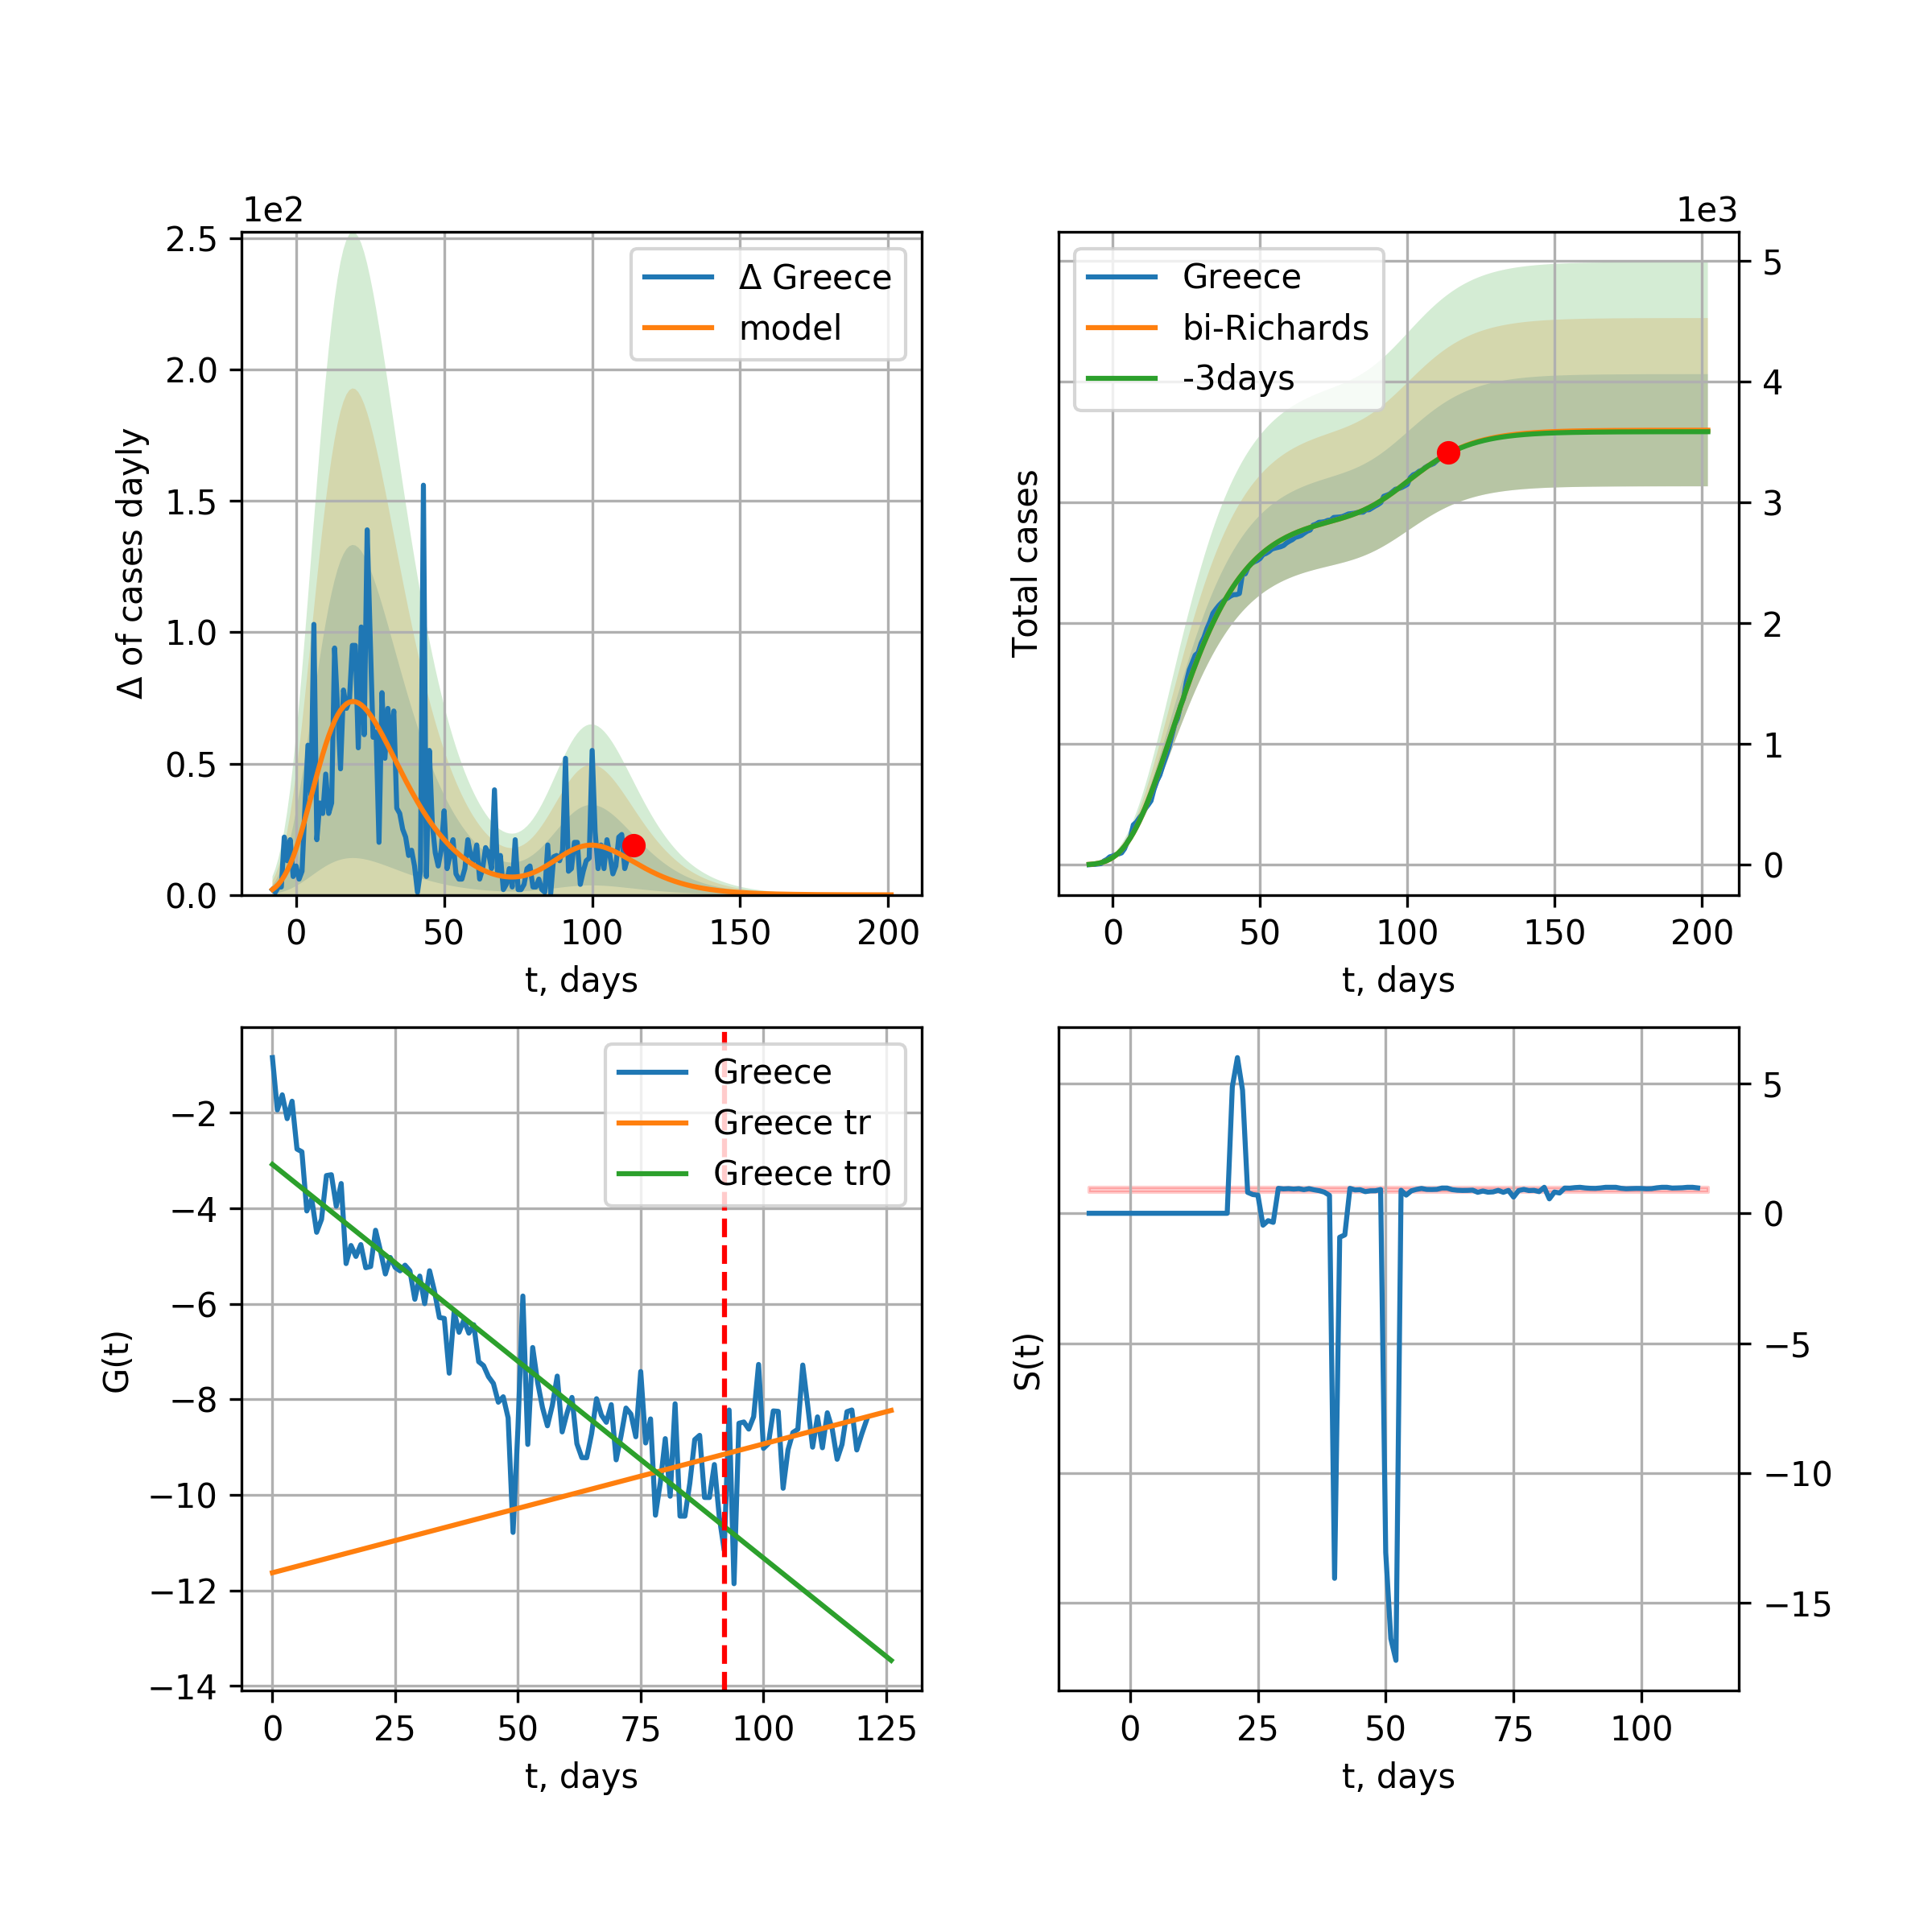 1e2
2.5
2.0
1.5
1.0
0.5
0.0
Δ of cases dayly
Δ Greece
model
0 50 100 150 200
t, days
1e3
Greece
bi-Richards
-3days
Total cases
5
4
3
2
1
0
0 50 100 150 200
t, days
Greece
Greece tr
Greece tr0
−2
−4
−6
−8
−10
−12
−14
G(t)
0 25 50 75 100 125
t, days
S(t)
5
0
−5
−10
−15
0 25 50 75 100
t, days